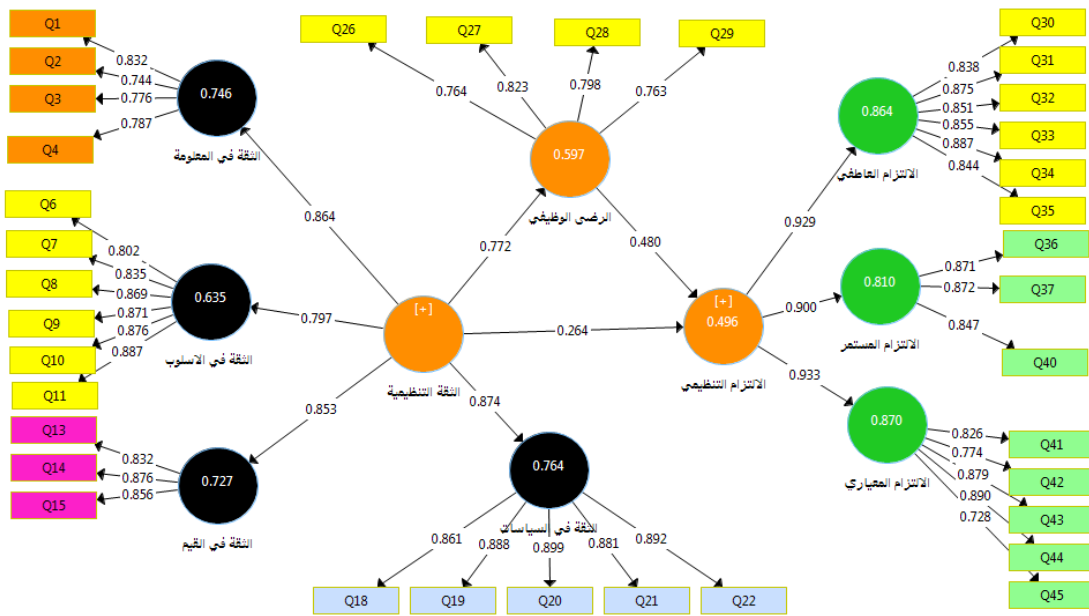 Q1
Q2
Q3
Q4
0.832
0.744
0.776
0.787
0.746
الثقة في المعلومة
Q26
Q27
Q28
Q29
0.764
0.823
0.798
0.763
0.597
الرضى الوظيفي
Q30
Q31
Q32
Q33
Q34
Q35
0.838
0.875
0.851
0.855
0.887
0.844
0.864
الالتزام العاطفي
0.864
0.772
0.480
0.929
Q6
Q7
Q8
Q9
Q10
Q11
0.802
0.835
0.869
0.871
0.876
0.887
0.635
الثقة في الاسلوب
0.797
[+]
الثقة التنظيمية
0.264
[+]
0.496
الالتزام التنظيمي
0.900
0.810
الالتزام المستمر
0.871
0.872
0.847
Q36
Q37
Q40
0.853
0.874
0.933
Q13
Q14
Q15
0.832
0.876
0.856
0.727
الثقة في القيم
0.764
الثقة في السياسات
0.861
0.888
0.899
0.881
0.892
Q18
Q19
Q20
Q21
Q22
0.870
الالتزام المعياري
0.826
0.774
0.879
0.890
0.728
Q41
Q42
Q43
Q44
Q45